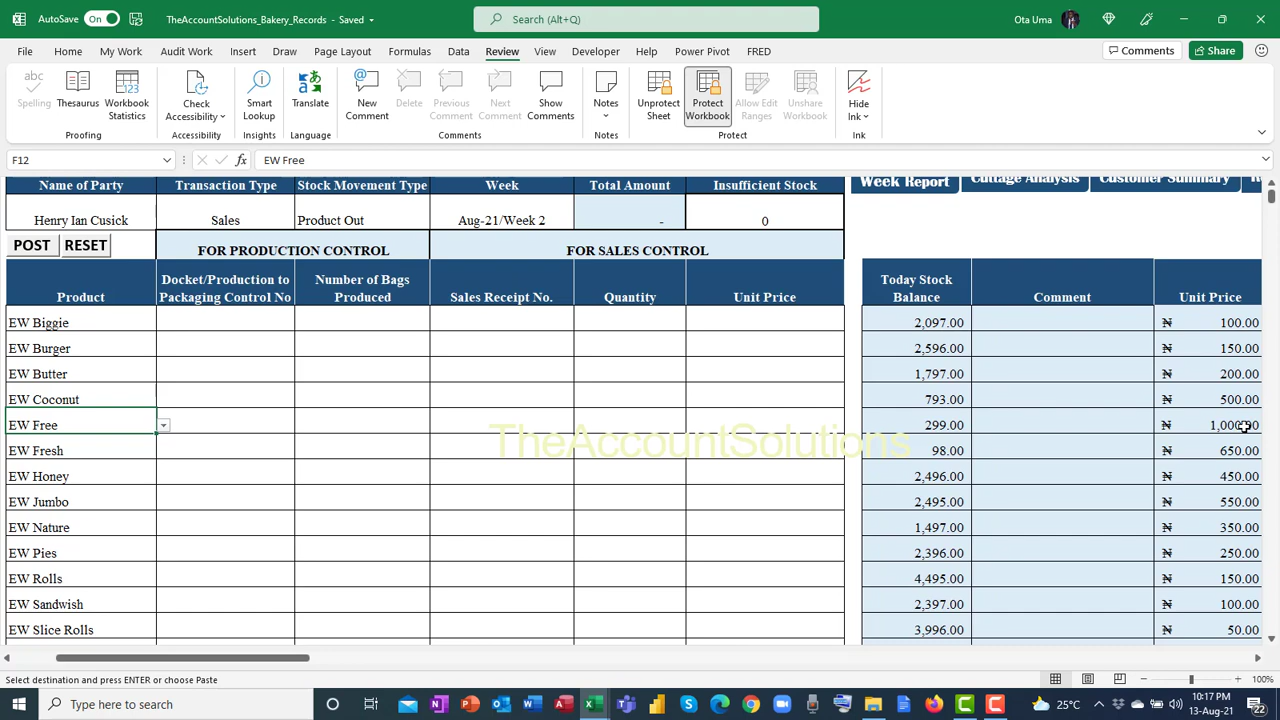 AutoSave On TheAccountSolutions_Bakery_Records - Saved Search (Alt+Q) Ota Uma
File Home My Work Audit Work Insert Draw Page Layout Formulas Data Review View Developer Help Power Pivot FRED Comments Share
abc
Spelling Thesaurus Workbook Statistics Check Accessibility Smart Lookup Translate New Comment Delete Previous Comment Next Comment Show Comments Notes Unprotect Sheet Protect Workbook Allow Edit Ranges Unshare Workbook Hide Ink
Proofing Accessibility Insights Language Comments Notes Protect Ink
F12 fx EW Free
Name of Party Transaction Type Stock Movement Type Week Total Amount Insufficient Stock Week Report Cuttage Analysis Customer Summary
Henry Ian Cusick Sales Product Out Aug-21/Week 2 - 0
POST RESET FOR PRODUCTION CONTROL FOR SALES CONTROL
Product Docket/Production to Packaging Control No Number of Bags Produced Sales Receipt No. Quantity Unit Price Today Stock Balance Comment Unit Price
EW Biggie 2,097.00 ₦ 100.00
EW Burger 2,596.00 ₦ 150.00
EW Butter 1,797.00 ₦ 200.00
EW Coconut 793.00 ₦ 500.00
EW Free 299.00 ₦ 1,000.00
TheAccountSolutions
EW Fresh 98.00 ₦ 650.00
EW Honey 2,496.00 ₦ 450.00
EW Jumbo 2,495.00 ₦ 550.00
EW Nature 1,497.00 ₦ 350.00
EW Pies 2,396.00 ₦ 250.00
EW Rolls 4,495.00 ₦ 150.00
EW Sandwish 2,397.00 ₦ 100.00
EW Slice Rolls 3,996.00 ₦ 50.00
Select destination and press ENTER or choose Paste 100%
Type here to search 25°C 10:17 PM
13-Aug-21 22